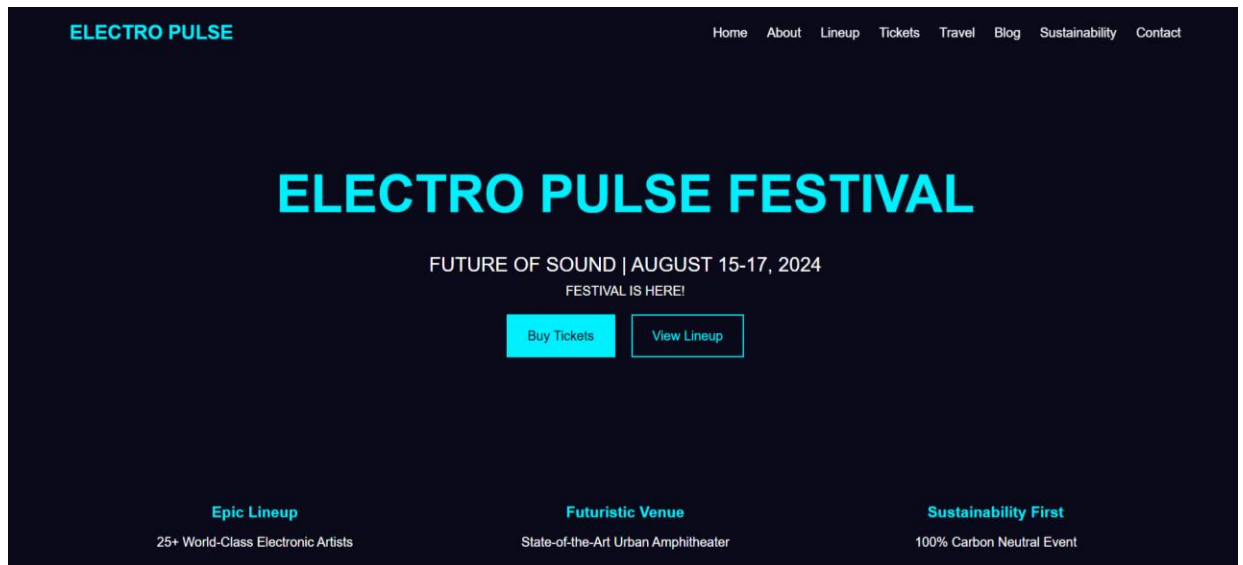 ELECTRO PULSE
Home About Lineup Tickets Travel Blog Sustainability Contact
ELECTRO PULSE FESTIVAL
FUTURE OF SOUND | AUGUST 15-17, 2024
FESTIVAL IS HERE!
Buy Tickets
View Lineup
Epic Lineup
25+ World-Class Electronic Artists
Futuristic Venue
State-of-the-Art Urban Amphitheater
Sustainability First
100% Carbon Neutral Event